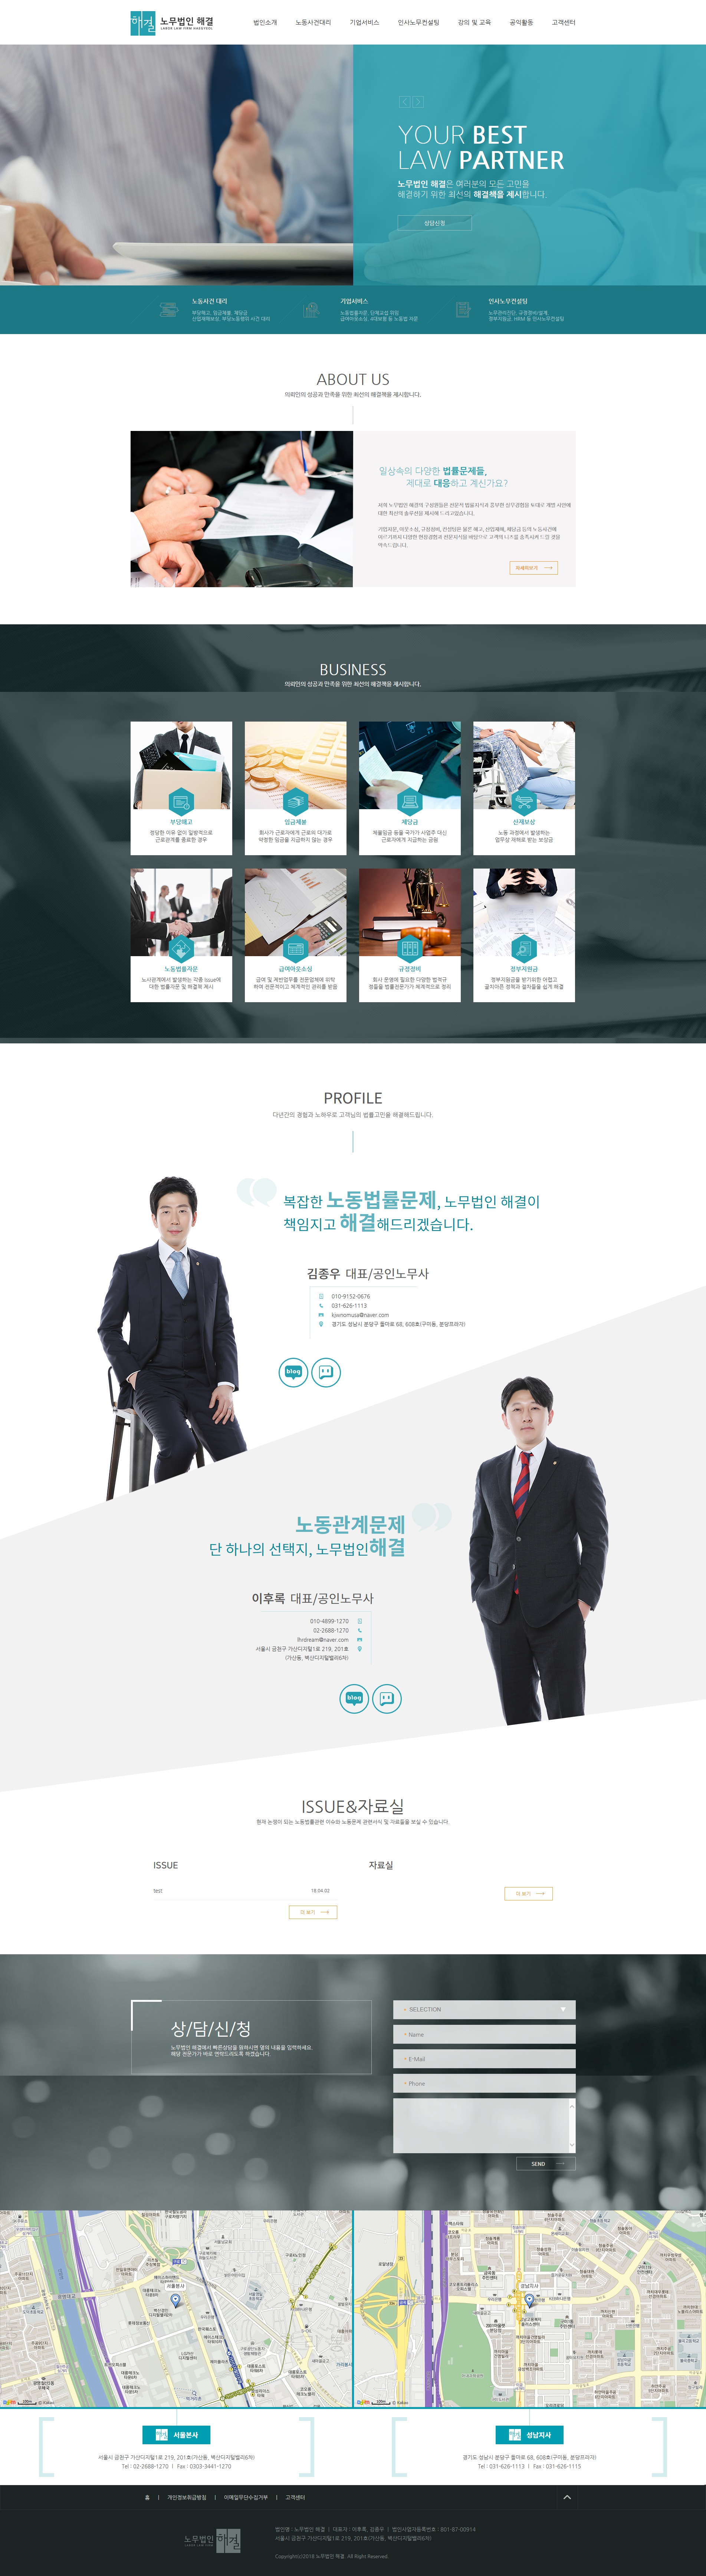 해결 노무법인 해결
LABOR LAW FIRM HAEGYEOL
법인소개 노동사건대리 기업서비스 인사노무컨설팅 강의 및 교육 공익활동 고객센터
YOUR BEST
LAW PARTNER
노무법인 해결은 여러분의 모든 고민을
해결하기 위한 최선의 해결책을 제시합니다.
상담신청
노동사건 대리
부당해고, 임금체불, 체당금
산업재해보상, 부당노동행위 사건 대리
기업서비스
노동법률자문, 단체교섭 위임
급여아웃소싱, 4대보험 등 노동법 자문
인사노무컨설팅
노무관리진단, 규정정비/설계,
정부지원금, HRM 등 인사노무컨설팅
ABOUT US
의뢰인의 성공과 만족을 위한 최선의 해결책을 제시합니다.
일상속의 다양한 법률문제들,
제대로 대응하고 계신가요?
저희 노무법인 해결의 구성원들은 전문적 법률지식과 풍부한 실무경험을 토대로 개별 사안에
대한 최선의 솔루션을 제시해 드리고있습니다.
기업자문, 아웃소싱, 규정정비, 컨설팅은 물론 해고, 산업재해, 체당금 등의 노동사건에
이르기까지 다양한 현장경험과 전문지식을 바탕으로 고객의 니즈를 충족시켜드릴 것을
약속드립니다.
자세히보기
BUSINESS
의뢰인의 성공과 만족을 위한 최선의 해결책을 제시합니다.
부당해고
정당한 이유 없이 일방적으로
근로관계를 종료한 경우
임금체불
회사가 근로자에게 근로의 대가로
약정한 임금을 지급하지 않는 경우
체당금
체불임금 등을 국가가 사업주 대신
근로자에게 지급하는 금원
산재보상
노동 과정에서 발생하는
업무상 재해로 받는 보상금
노동법률자문
노사관계에서 발생하는 각종 Issue에
대한 법률자문 및 해결책 제시
급여아웃소싱
급여 및 제반업무를 전문업체에 위탁
하여 전문적이고 체계적인 관리를 받음
규정정비
회사 운영에 필요한 다양한 법적규
정들을 법률전문가가 체계적으로 정리
정부지원금
정부지원금을 받기위한 어렵고
골치아픈 정책과 절차들을 쉽게 해결
PROFILE
다년간의 경험과 노하우로 고객님의 법률고민을 해결해드립니다.
복잡한 노동법률문제, 노무법인 해결이
책임지고 해결해드리겠습니다.
김종우 대표/공인노무사
010-9152-0676
031-626-1113
kjwnomusa@naver.com
경기도 성남시 분당구 돌마로 68, 608호(구미동, 분당프라자)
blog
노동관계문제
단 하나의 선택지, 노무법인해결
이후록 대표/공인노무사
010-4899-1270
02-2688-1270
lhrdream@naver.com
서울시 금천구 가산디지털1로 219, 201호
(가산동, 벽산디지털밸리6차)
blog
ISSUE&자료실
현재 논쟁이 되는 노동법률관련 이슈와 노동문제 관련서식 및 자료들을 보실 수 있습니다.
ISSUE
test 18.04.02
더 보기
자료실
더 보기
상/담/신/청
노무법인 해결에서 빠른상담을 원하시면 옆의 내용을 입력하세요.
해당 전문가가 바로 연락드리도록 하겠습니다.
* SELECTION
* Name
* E-Mail
* Phone
SEND
서울본사
성남지사
해결 서울본사
서울시 금천구 가산디지털1로 219, 201호(가산동, 벽산디지털밸리6차)
Tel : 02-2688-1270 | Fax : 0303-3441-1270
해결 성남지사
경기도 성남시 분당구 돌마로 68, 608호(구미동, 분당프라자)
Tel : 031-626-1113 | Fax : 031-626-1115
홈 | 개인정보취급방침 | 이메일무단수집거부 | 고객센터
노무법인 해결
법인명 : 노무법인 해결 | 대표자 : 이후록, 김종우 | 법인사업자등록번호 : 801-87-00914
서울시 금천구 가산디지털1로 219, 201호(가산동, 벽산디지털밸리6차)
Copyright(c)2018 노무법인 해결. All Right Reserved.